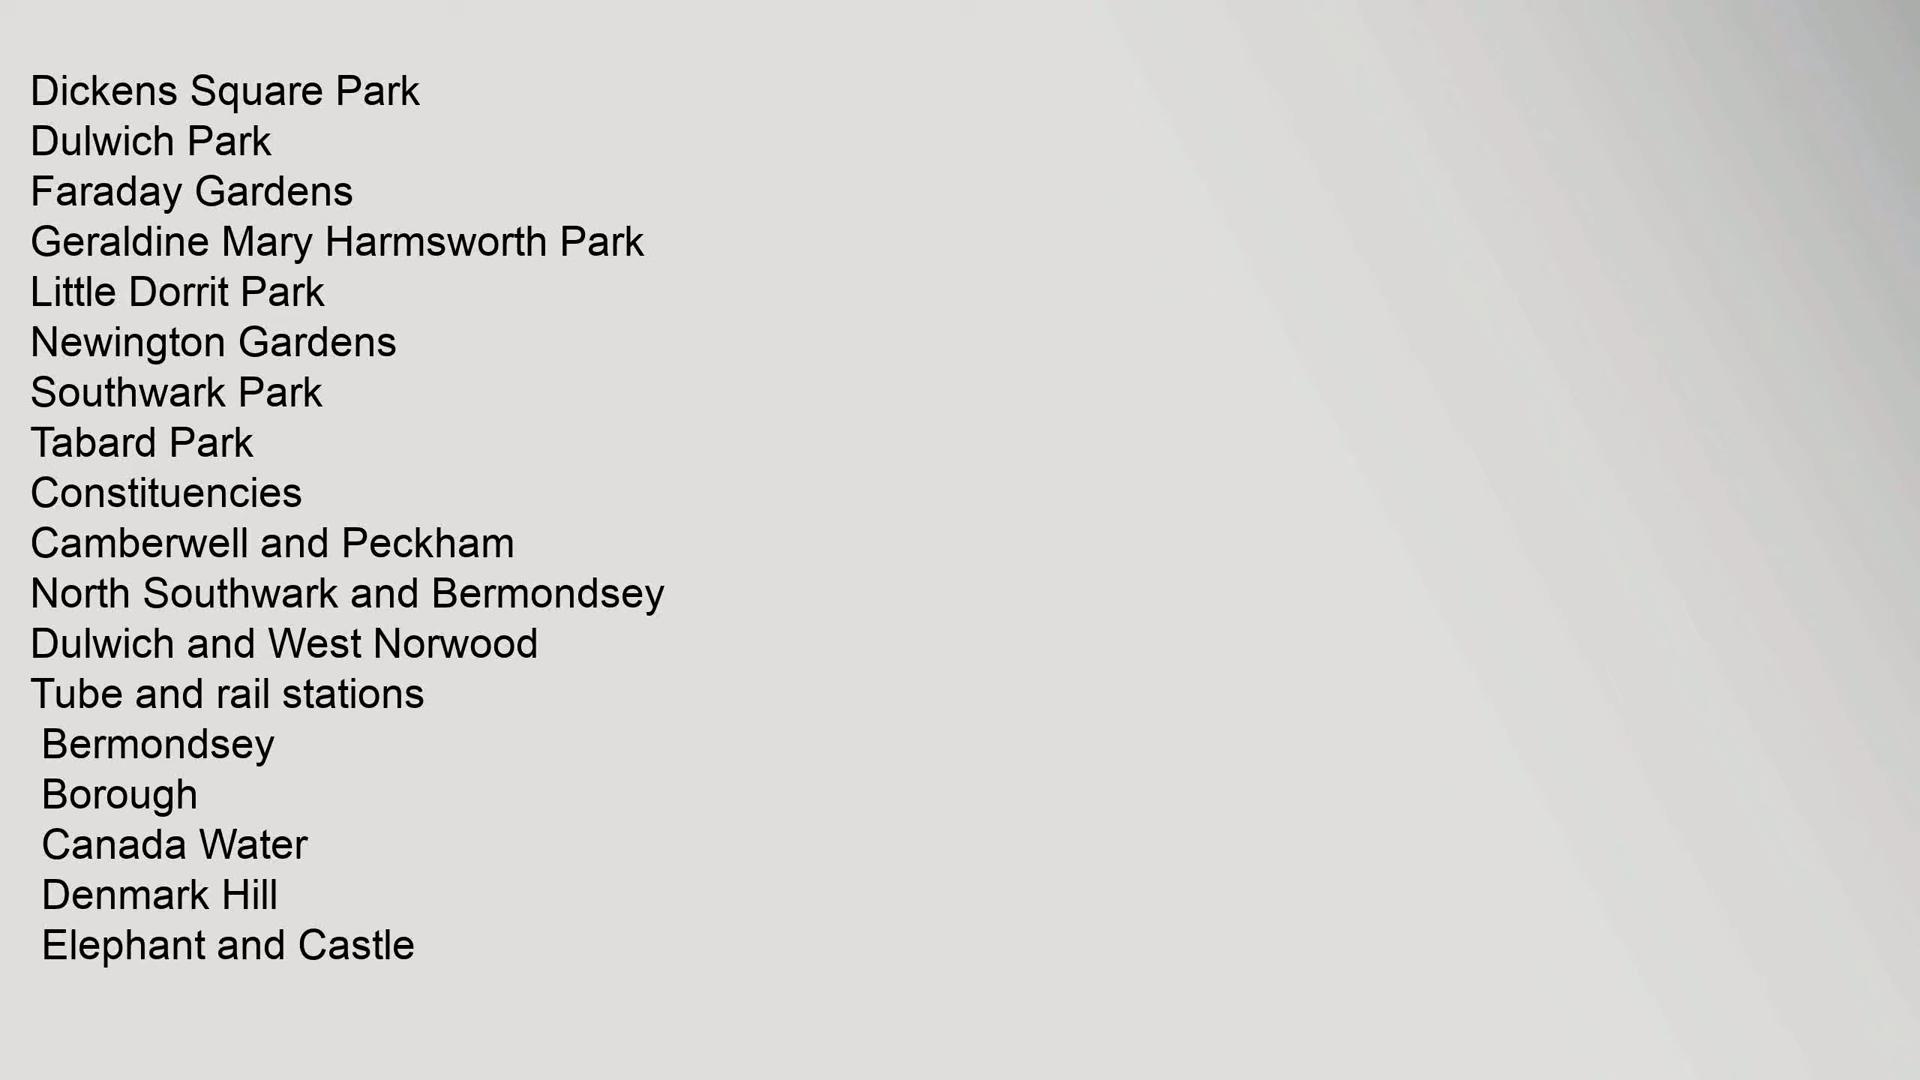 Dickens Square Park
Dulwich Park
Faraday Gardens
Geraldine Mary Harmsworth Park
Little Dorrit Park
Newington Gardens
Southwark Park
Tabard Park
Constituencies
Camberwell and Peckham
North Southwark and Bermondsey
Dulwich and West Norwood
Tube and rail stations
Bermondsey
Borough
Canada Water
Denmark Hill
Elephant and Castle